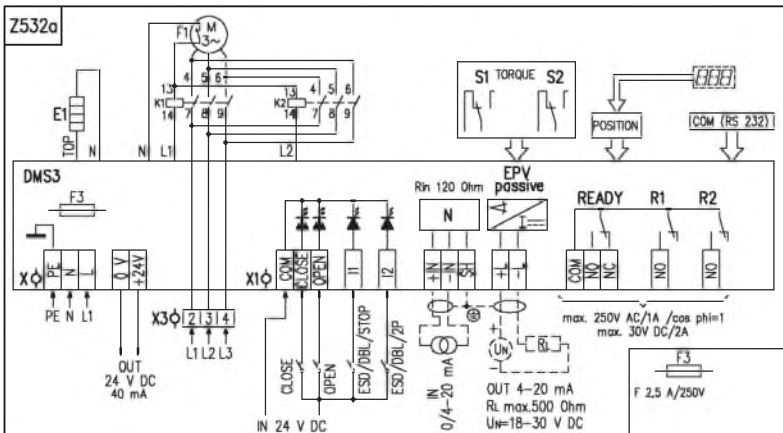 Z532a
F1
M
3~
4 5 6
13
K1
14
7 8 9
13
K2
14
4 5 6
7 8 9
S1 TORQUE S2
POSITION
COM (RS 232)
E1
TOP
N
N
L1
L2
DMS3
F3
Rin 120 Ohm
N
EPV
passive
READY R1 R2
X
PE
N
L
0 V
+24V
X1
COM
CLOSE
OPEN
I1
I2
+IN
-IN
SH
+L
-L
COM
NO
NC
NO
NO
PE N L1
X3
2 3 4
L1 L2 L3
OUT
24 V DC
40 mA
CLOSE
OPEN
ESD/DBL/STOP
ESD/DBL/2P
IN 24 V DC
IN
0/4-20 mA
+
UN
-
RL
OUT 4-20 mA
RL max.500 Ohm
UN=18-30 V DC
max. 250V AC/1A /cos phi=1
max. 30V DC/2A
F3
F 2,5 A/250V